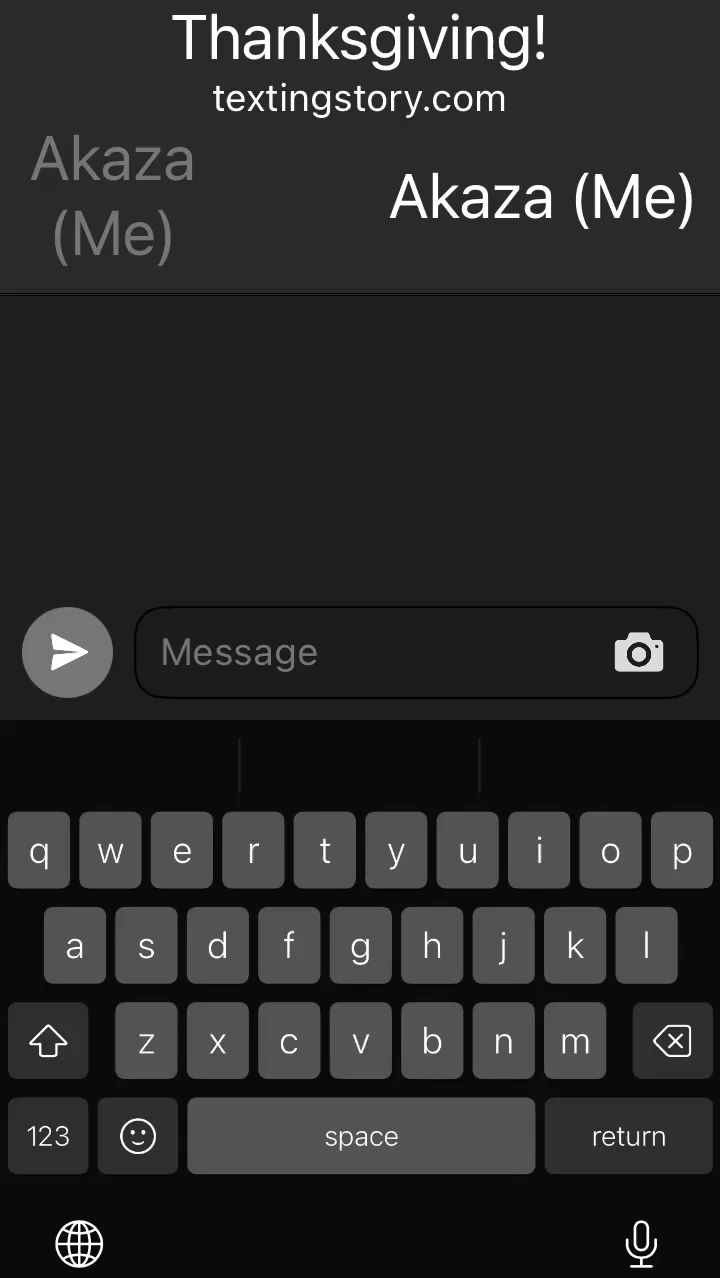 Thanksgiving!
textingstory.com
Akaza
(Me)
Akaza (Me)
Message
q w e r t y u i o p
a s d f g h j k l
z x c v b n m
123 space return